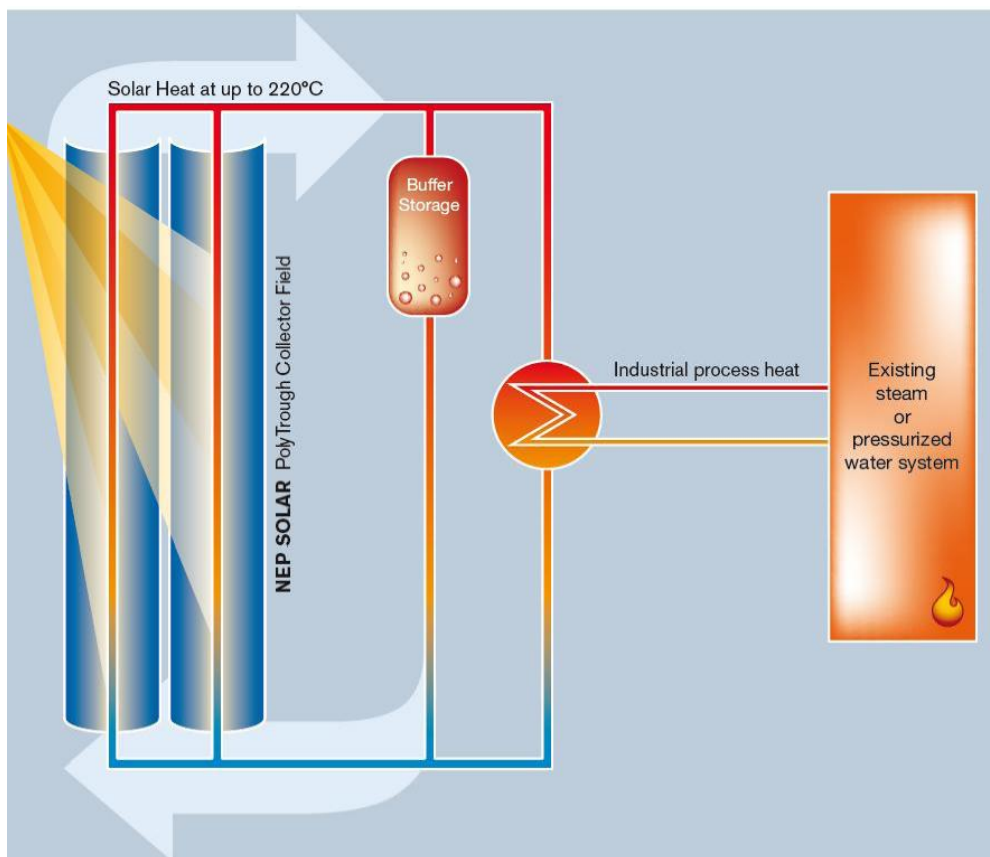 Solar Heat at up to 220°C
Buffer
Storage
NEP SOLAR PolyTrough Collector Field
Industrial process heat
Existing
steam
or
pressurized
water system